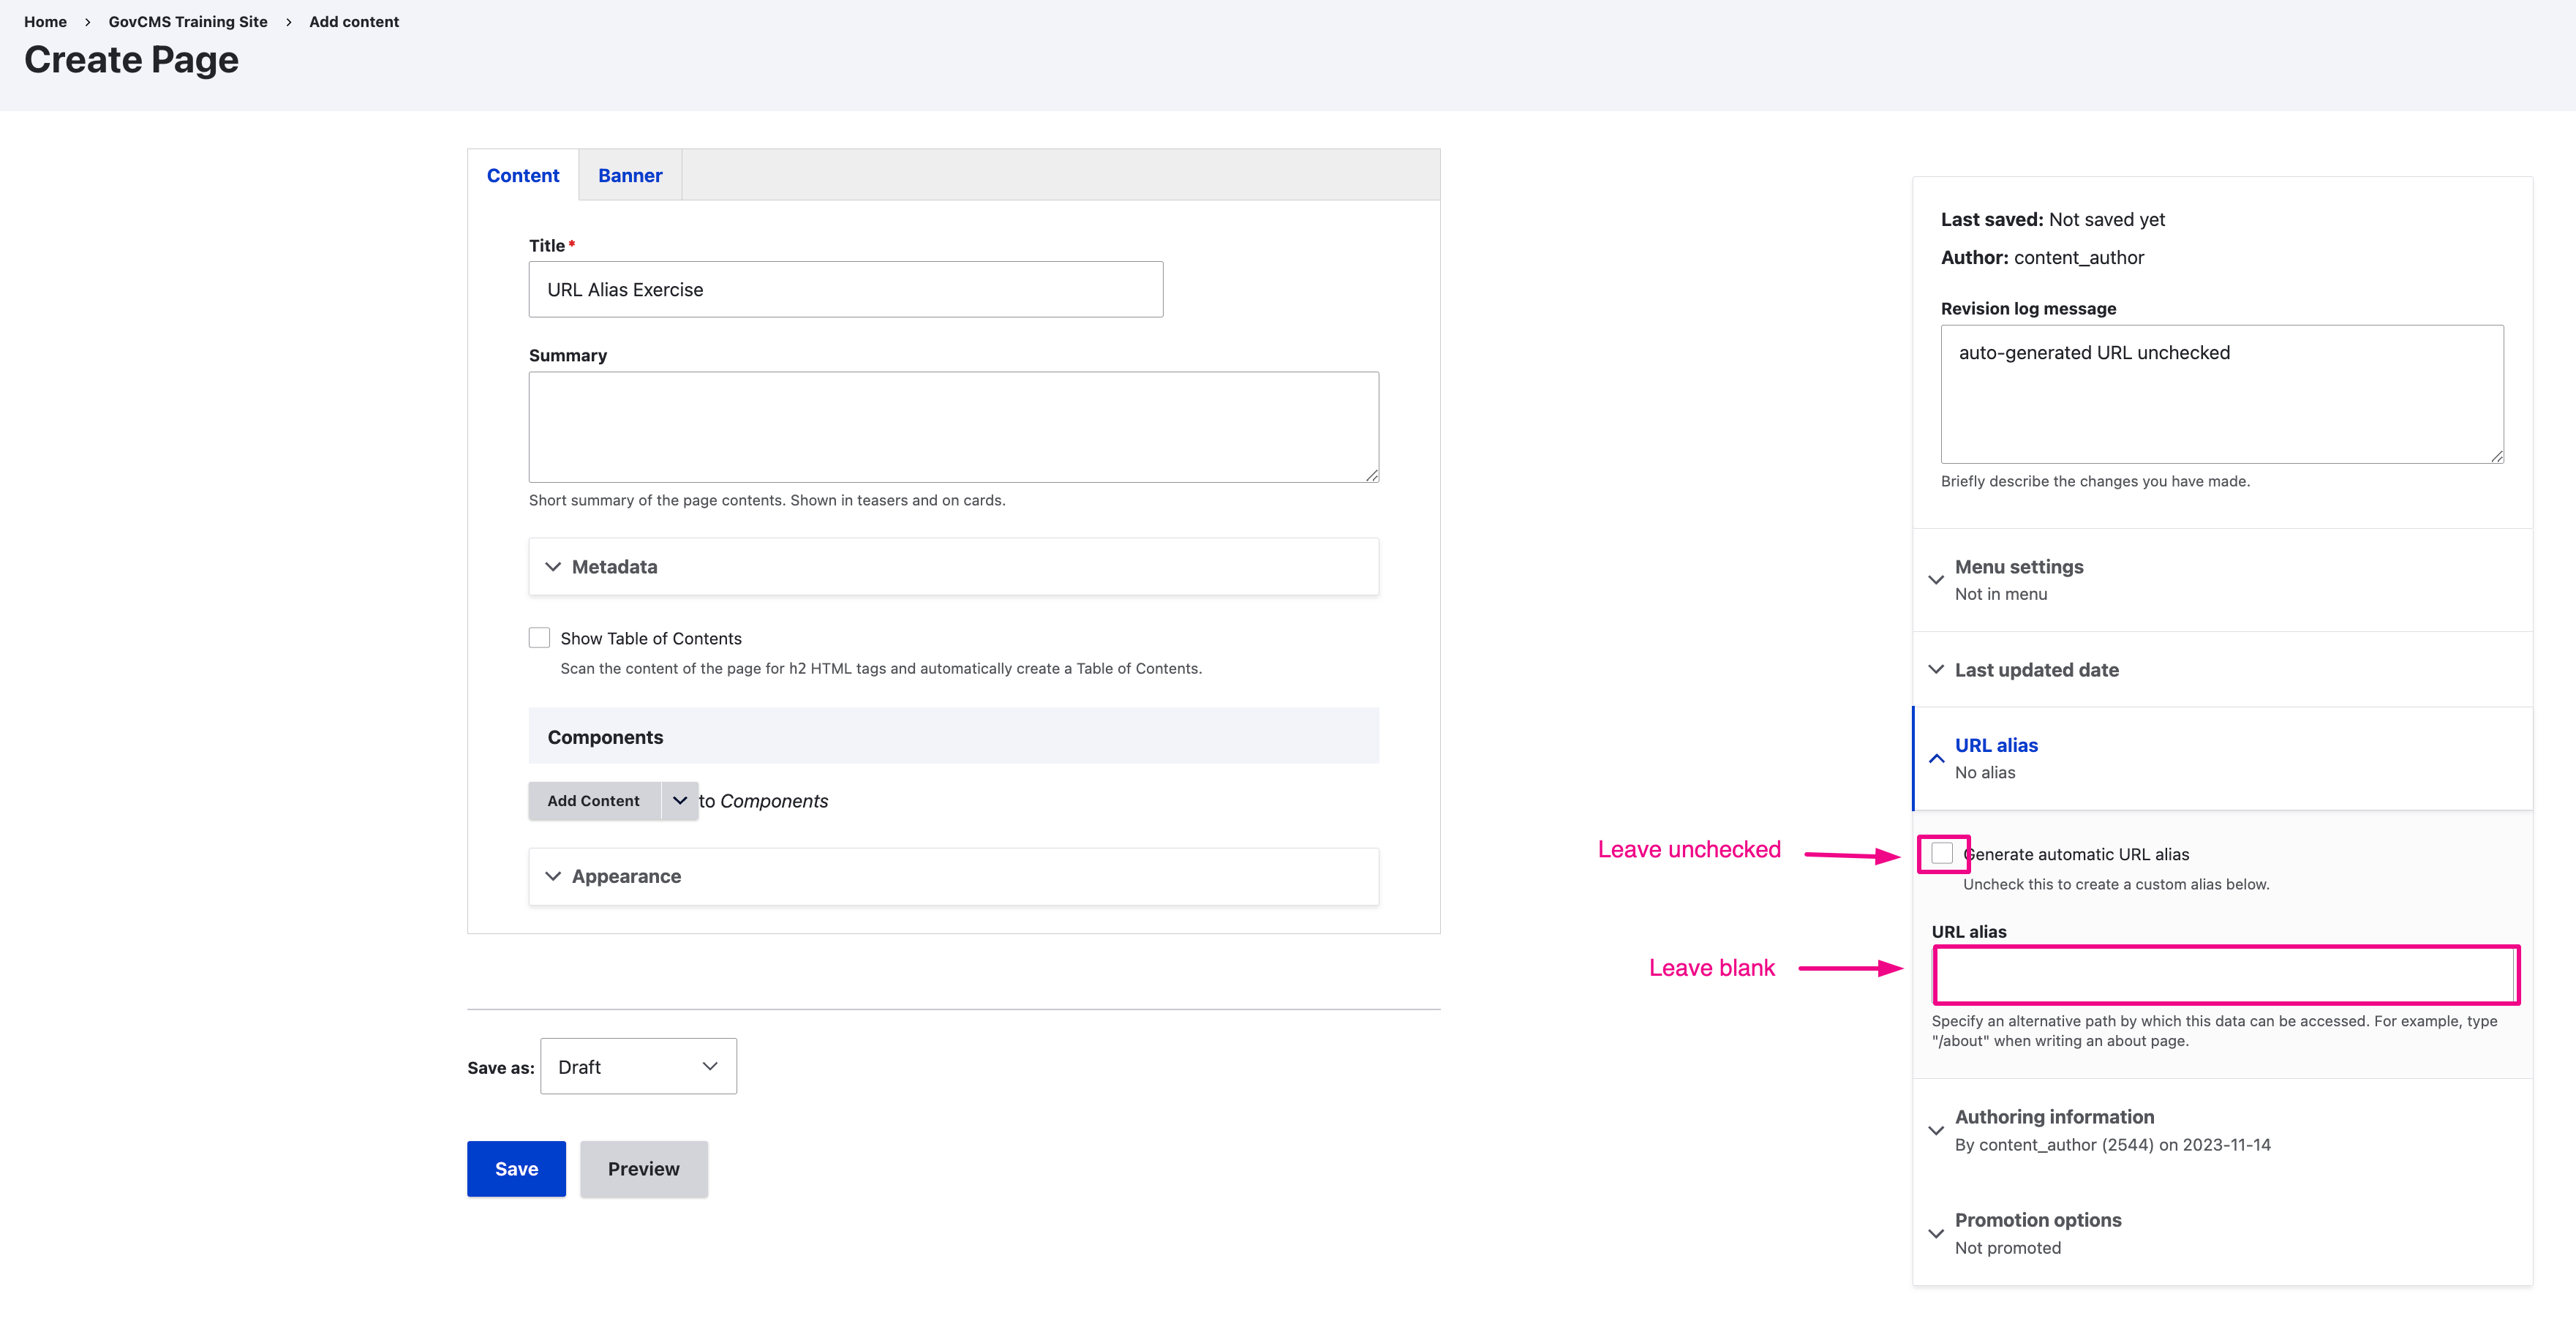 Home > GovCMS Training Site > Add content
Create Page
Content Banner
Title*
URL Alias Exercise
Summary
Short summary of the page contents. Shown in teasers and on cards.
Metadata
Show Table of Contents
Scan the content of the page for h2 HTML tags and automatically create a Table of Contents.
Components
Add Content to Components
Appearance
Save as: Draft
Save Preview
Last saved: Not saved yet
Author: content_author
Revision log message
auto-generated URL unchecked
Briefly describe the changes you have made.
Menu settings
Not in menu
Last updated date
URL alias
No alias
Leave unchecked
Generate automatic URL alias
Uncheck this to create a custom alias below.
URL alias
Leave blank
Specify an alternative path by which this data can be accessed. For example, type
"/about" when writing an about page.
Authoring information
By content_author (2544) on 2023-11-14
Promotion options
Not promoted